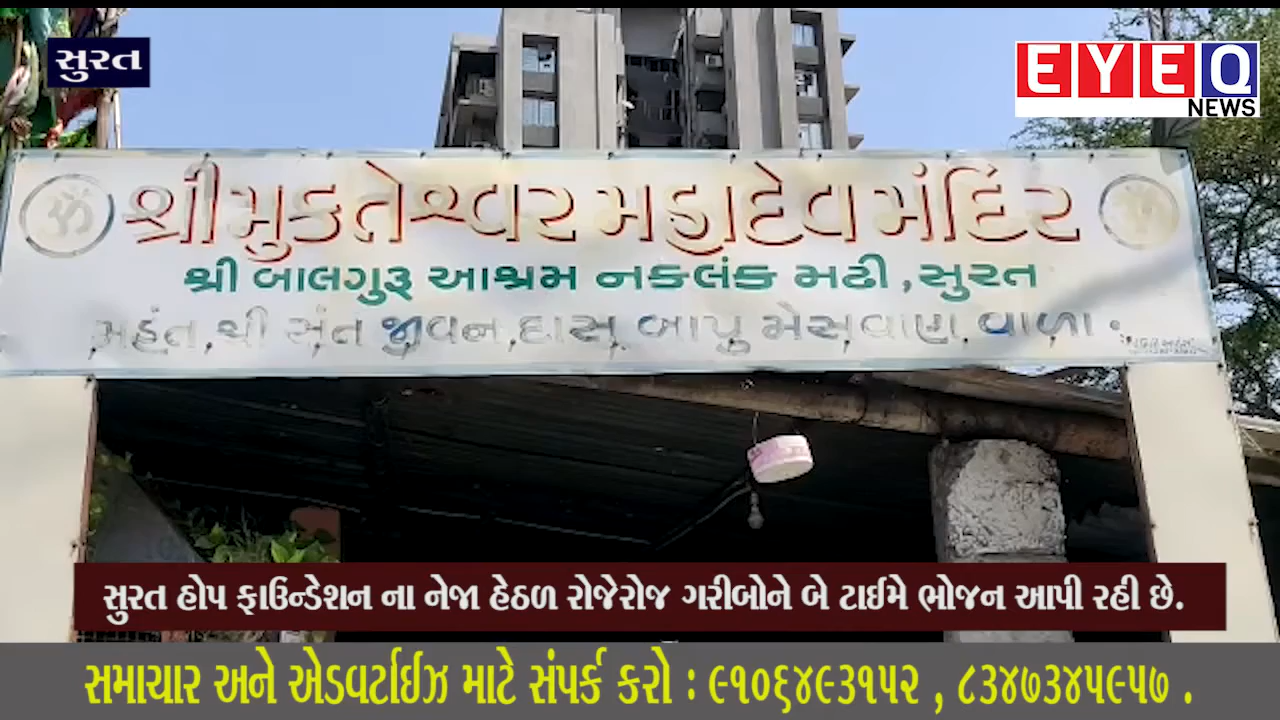 સુરત
EYEQ
NEWS
ૐ
શ્રી મુકતેશ્વર મહાદેવ મંદિર
શ્રી બાલગુરૂ આશ્રમ નકલંક મઢી, સુરત
મહંત, શ્રી સંત જીવન, દાસ, બાપુ મેસવાણ વાળા.
સુરત હોપ ફાઉન્ડેશન ના નેજા હેઠળ રોજેરોજ ગરીબોને બે ટાઈમે ભોજન આપી રહી છે.
સમાચાર અને એડવર્ટાઈઝ માટે સંપર્ક કરો : ૯૧૦૬૪૯૩૧૫૨ , ૮૩૪૭૩૪૫૯૫૭ .